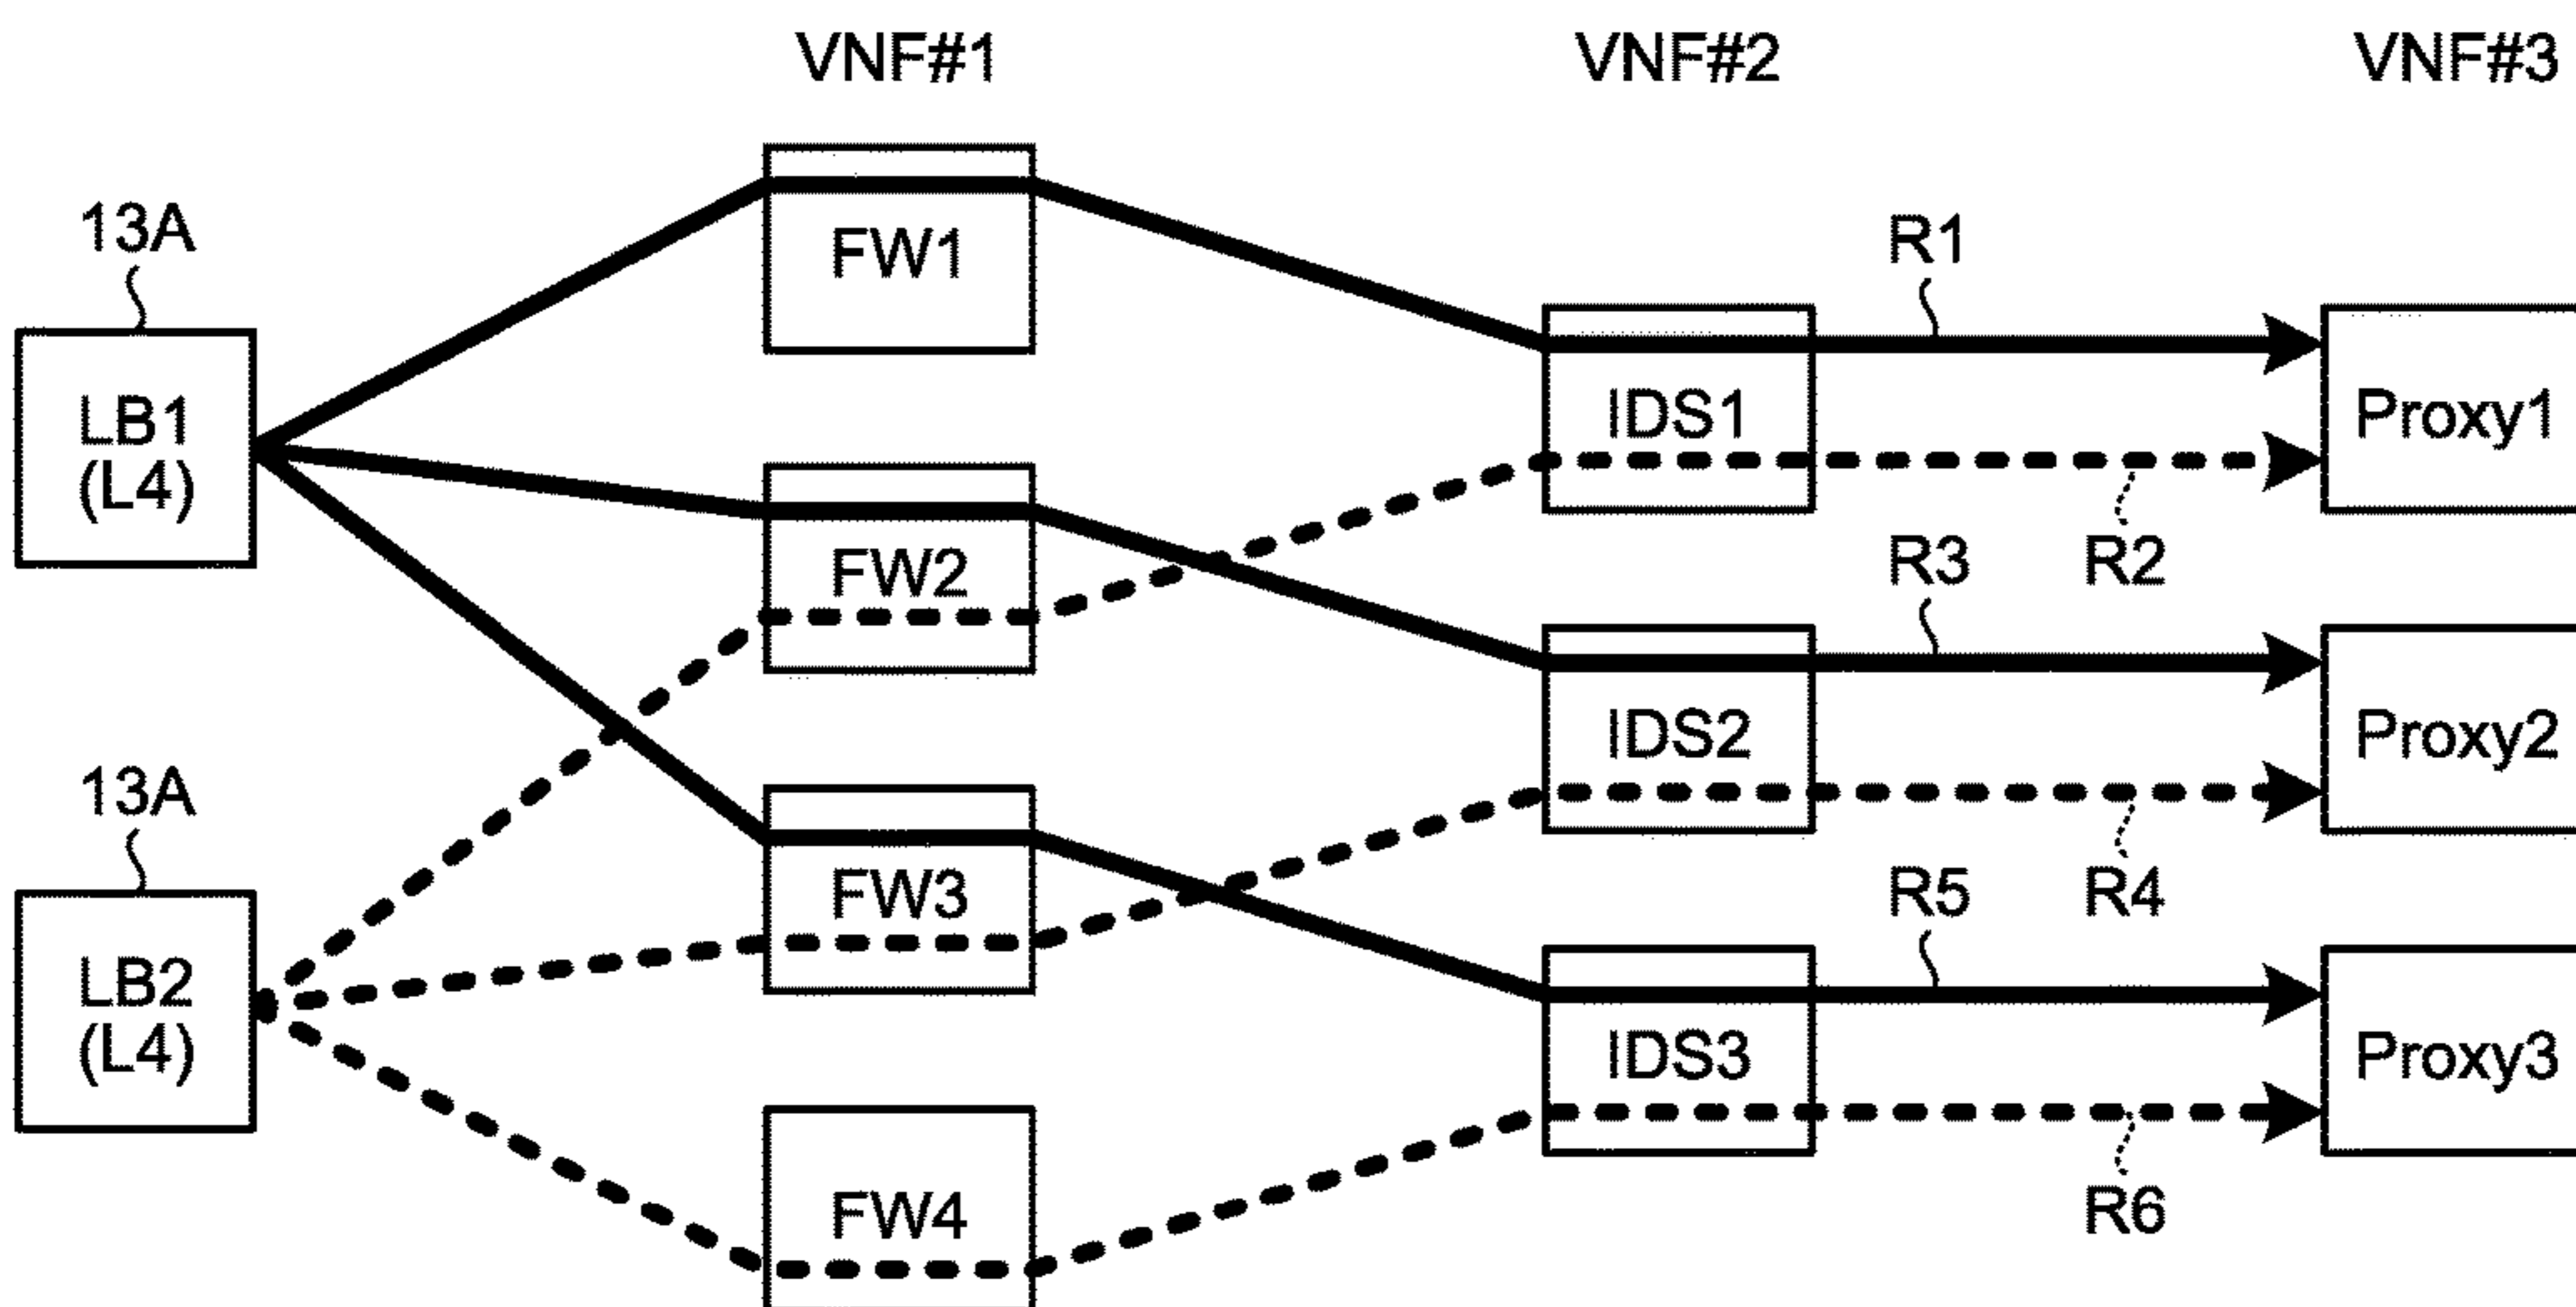 VNF#1
VNF#2
VNF#3
13A
LB1
(L4)
FW1
R1
IDS1
Proxy1
R2
FW2
R3
IDS2
Proxy2
R4
13A
LB2
(L4)
FW3
R5
IDS3
Proxy3
R6
FW4